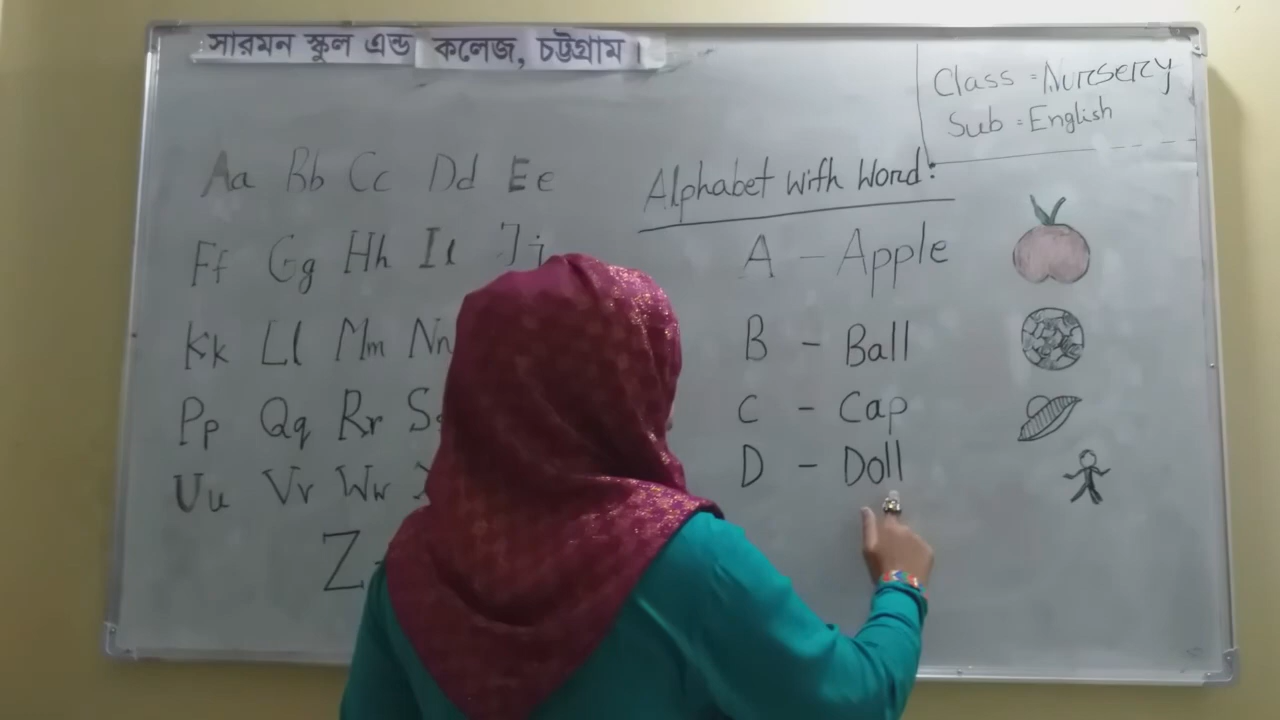 সারমন স্কুল এন্ড কলেজ, চট্টগ্রাম।
Class = Nursery
Sub = English
Aa Bb Cc Dd Ee
Ff Gg Hh Ii Jj
Kk Ll Mm Nn
Pp Qq Rr Ss
Uu Vv Ww X
Z
Alphabet with Word:
A - Apple
B - Ball
C - Cap
D - Doll